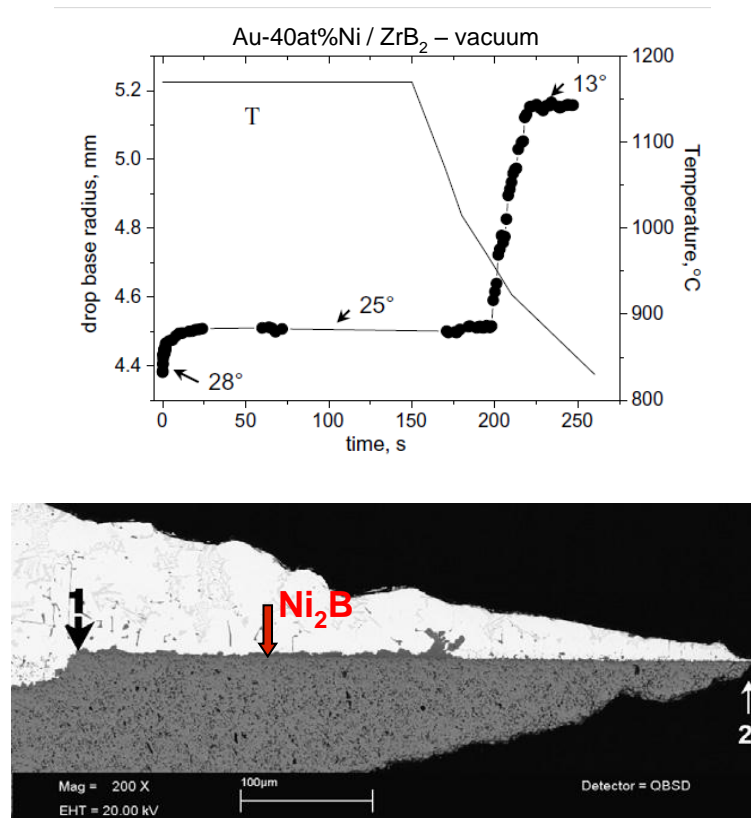 Au-40at%Ni / ZrB₂ – vacuum
5.2
5.0
4.8
4.6
4.4
drop base radius, mm
T
13°
25°
28°
1200
1100
1000
900
800
Temperature, °C
0 50 100 150 200 250
time, s
1
Ni₂B
2
Mag = 200 X
EHT = 20.00 kV
100µm
Detector = QBSD